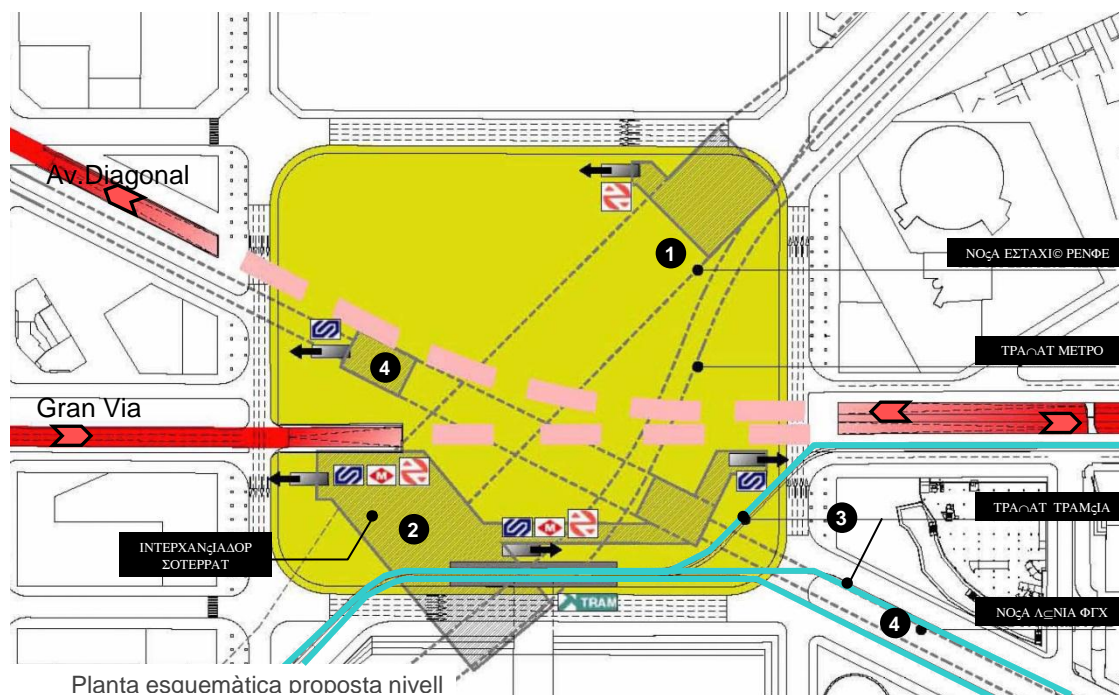 Av.Diagonal
1
ΝΟςΑ ΕΣΤΑΧΙ© ΡΕΝΦΕ
ΤΡΑ∩ΑΤ ΜΕΤΡΟ
4
Gran Via
M
2
M
3
ΤΡΑ∩ΑΤ ΤΡΑΜςΙΑ
ΙΝΤΕΡΧΑΝςΙΑΔΟΡ
ΣΟΤΕΡΡΑΤ
TRAM
4
ΝΟςΑ Λ⊆ΝΙΑ ΦΓΧ
Planta esquemàtica proposta nivell